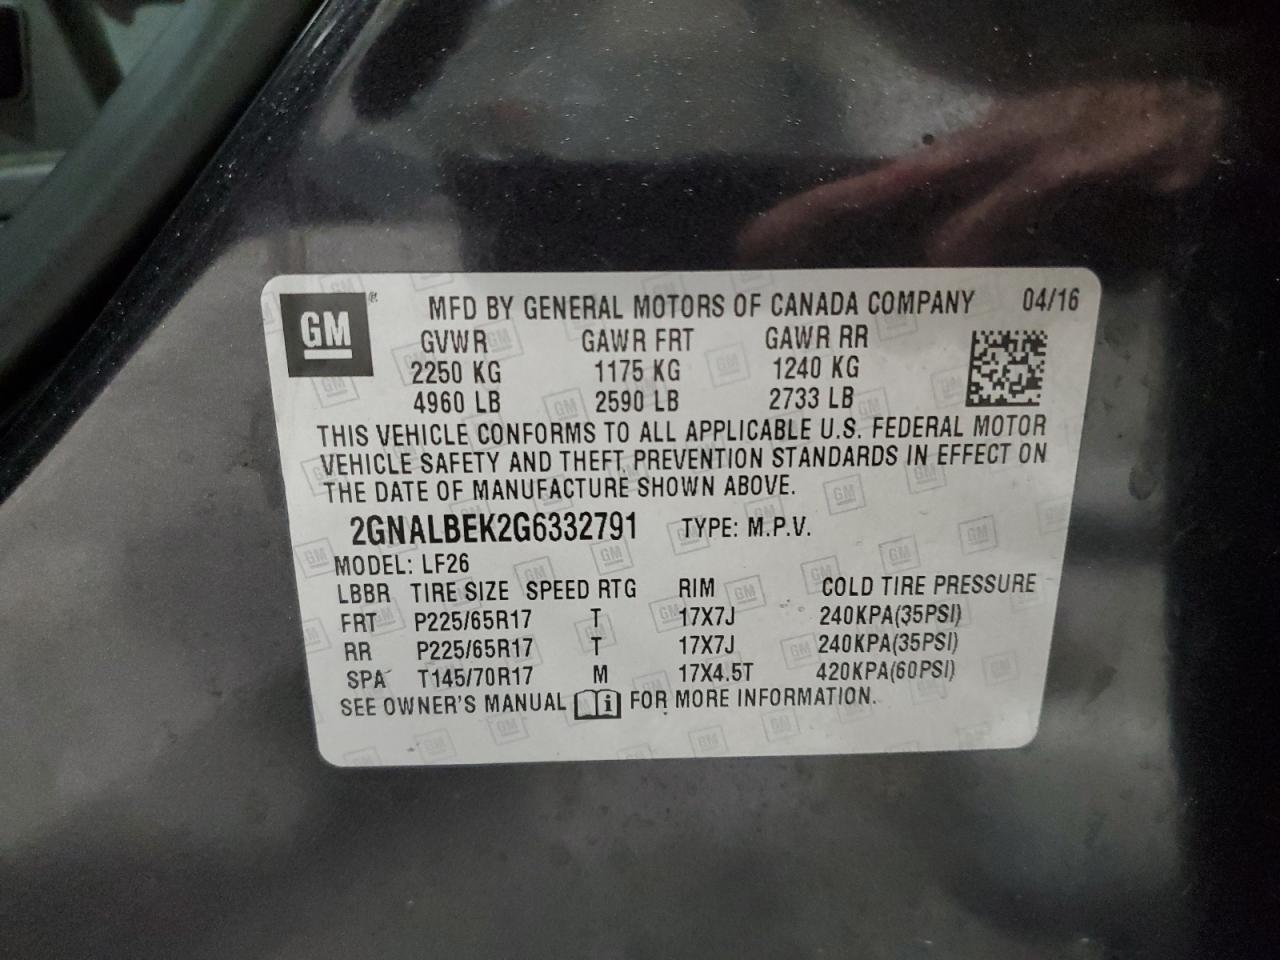 GM®
MFD BY GENERAL MOTORS OF CANADA COMPANY 04/16
GVWR GAWR FRT GAWR RR
2250 KG 1175 KG 1240 KG
4960 LB 2590 LB 2733 LB
THIS VEHICLE CONFORMS TO ALL APPLICABLE U.S. FEDERAL MOTOR
VEHICLE SAFETY AND THEFT PREVENTION STANDARDS IN EFFECT ON
THE DATE OF MANUFACTURE SHOWN ABOVE.
2GNALBEK2G6332791 TYPE: M.P.V.
MODEL: LF26
LBBR TIRE SIZE SPEED RTG RIM COLD TIRE PRESSURE
FRT P225/65R17 T 17X7J 240KPA(35PSI)
RR P225/65R17 T 17X7J 240KPA(35PSI)
SPA T145/70R17 M 17X4.5T 420KPA(60PSI)
SEE OWNER'S MANUAL i FOR MORE INFORMATION.